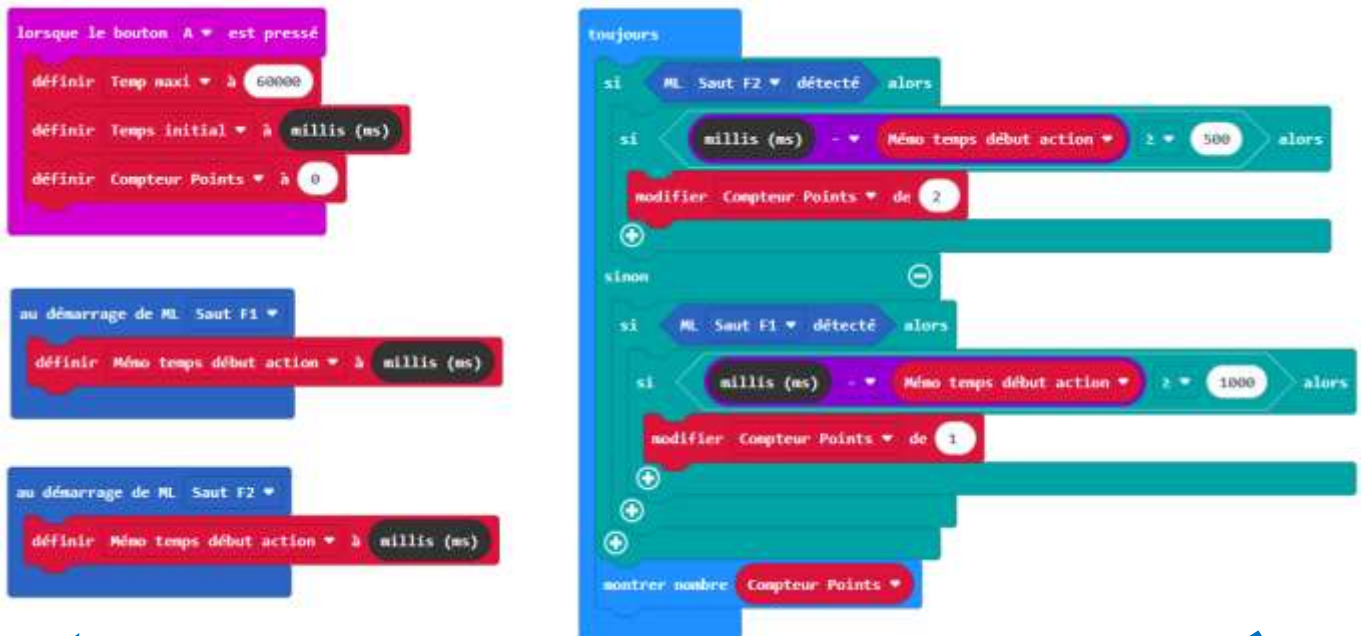 lorsque le bouton A est pressé
définir Temp maxi à 60000
définir Temps initial à millis (ms)
définir Compteur Points à 0
au démarrage de ML Saut F1
définir Mémo temps début action à millis (ms)
au démarrage de ML Saut F2
définir Mémo temps début action à millis (ms)
toujours
si ML Saut F2 détecté alors
si millis (ms) - Mémo temps début action ≥ 500 alors
modifier Compteur Points de 2
sinon
si ML Saut F1 détecté alors
si millis (ms) - Mémo temps début action ≥ 1000 alors
modifier Compteur Points de 1
montrer nombre Compteur Points